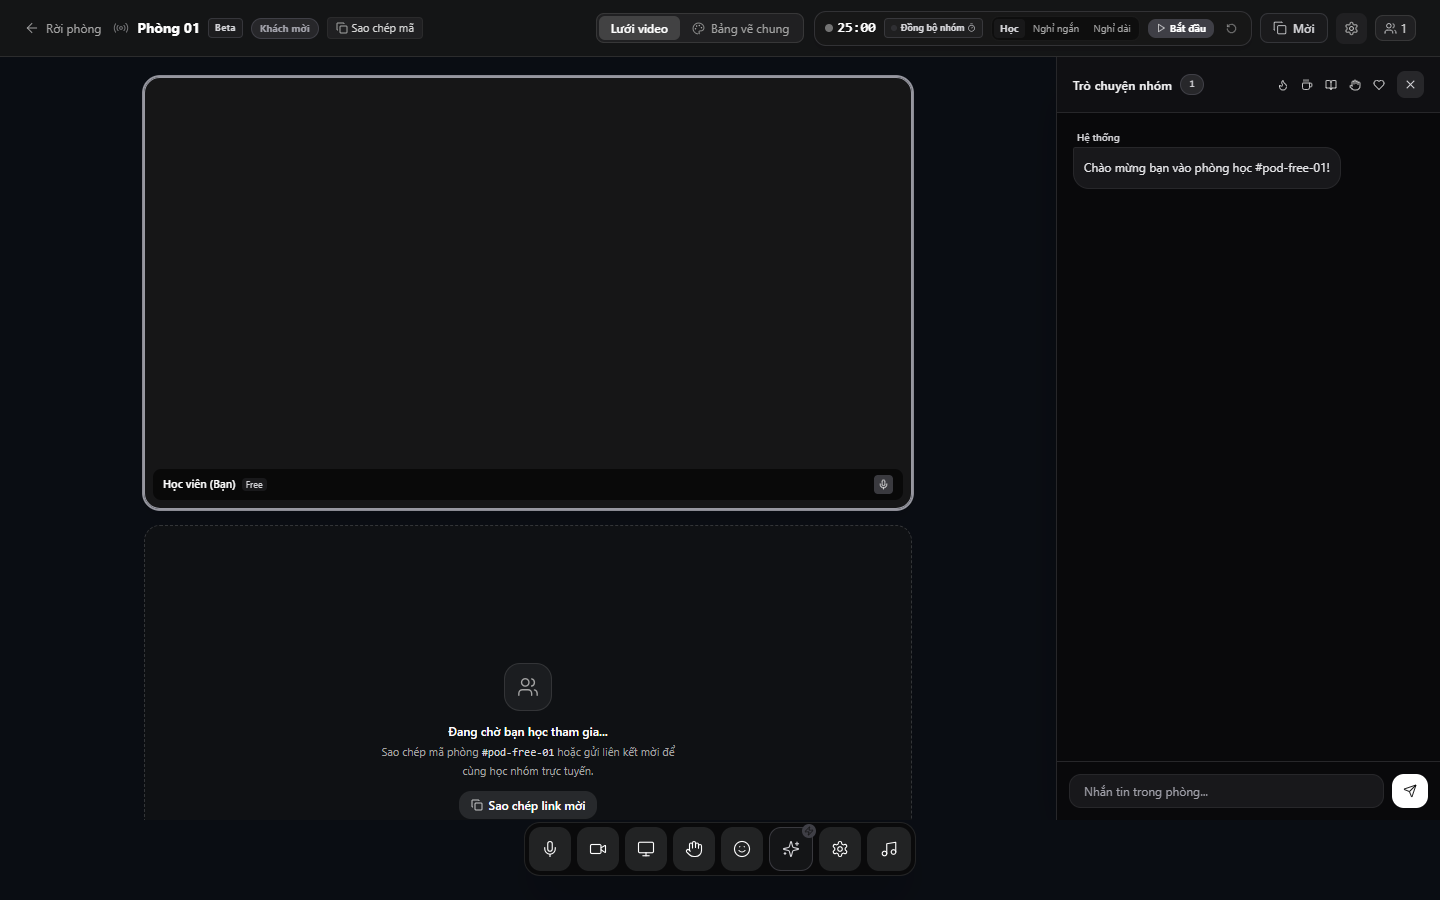 Rời phòng
Phòng 01
Beta
Khách mời
Sao chép mã
Lưới video
Bảng vẽ chung
25:00
Đồng bộ nhóm
Học
Nghỉ ngắn
Nghỉ dài
Bắt đầu
Mời
1
Trò chuyện nhóm
1
Hệ thống
Chào mừng bạn vào phòng học #pod-free-01!
Học viên (Bạn)
Free
Đang chờ bạn học tham gia...
Sao chép mã phòng #pod-free-01 hoặc gửi liên kết mời để
cùng học nhóm trực tuyến.
Sao chép link mời
Nhắn tin trong phòng...